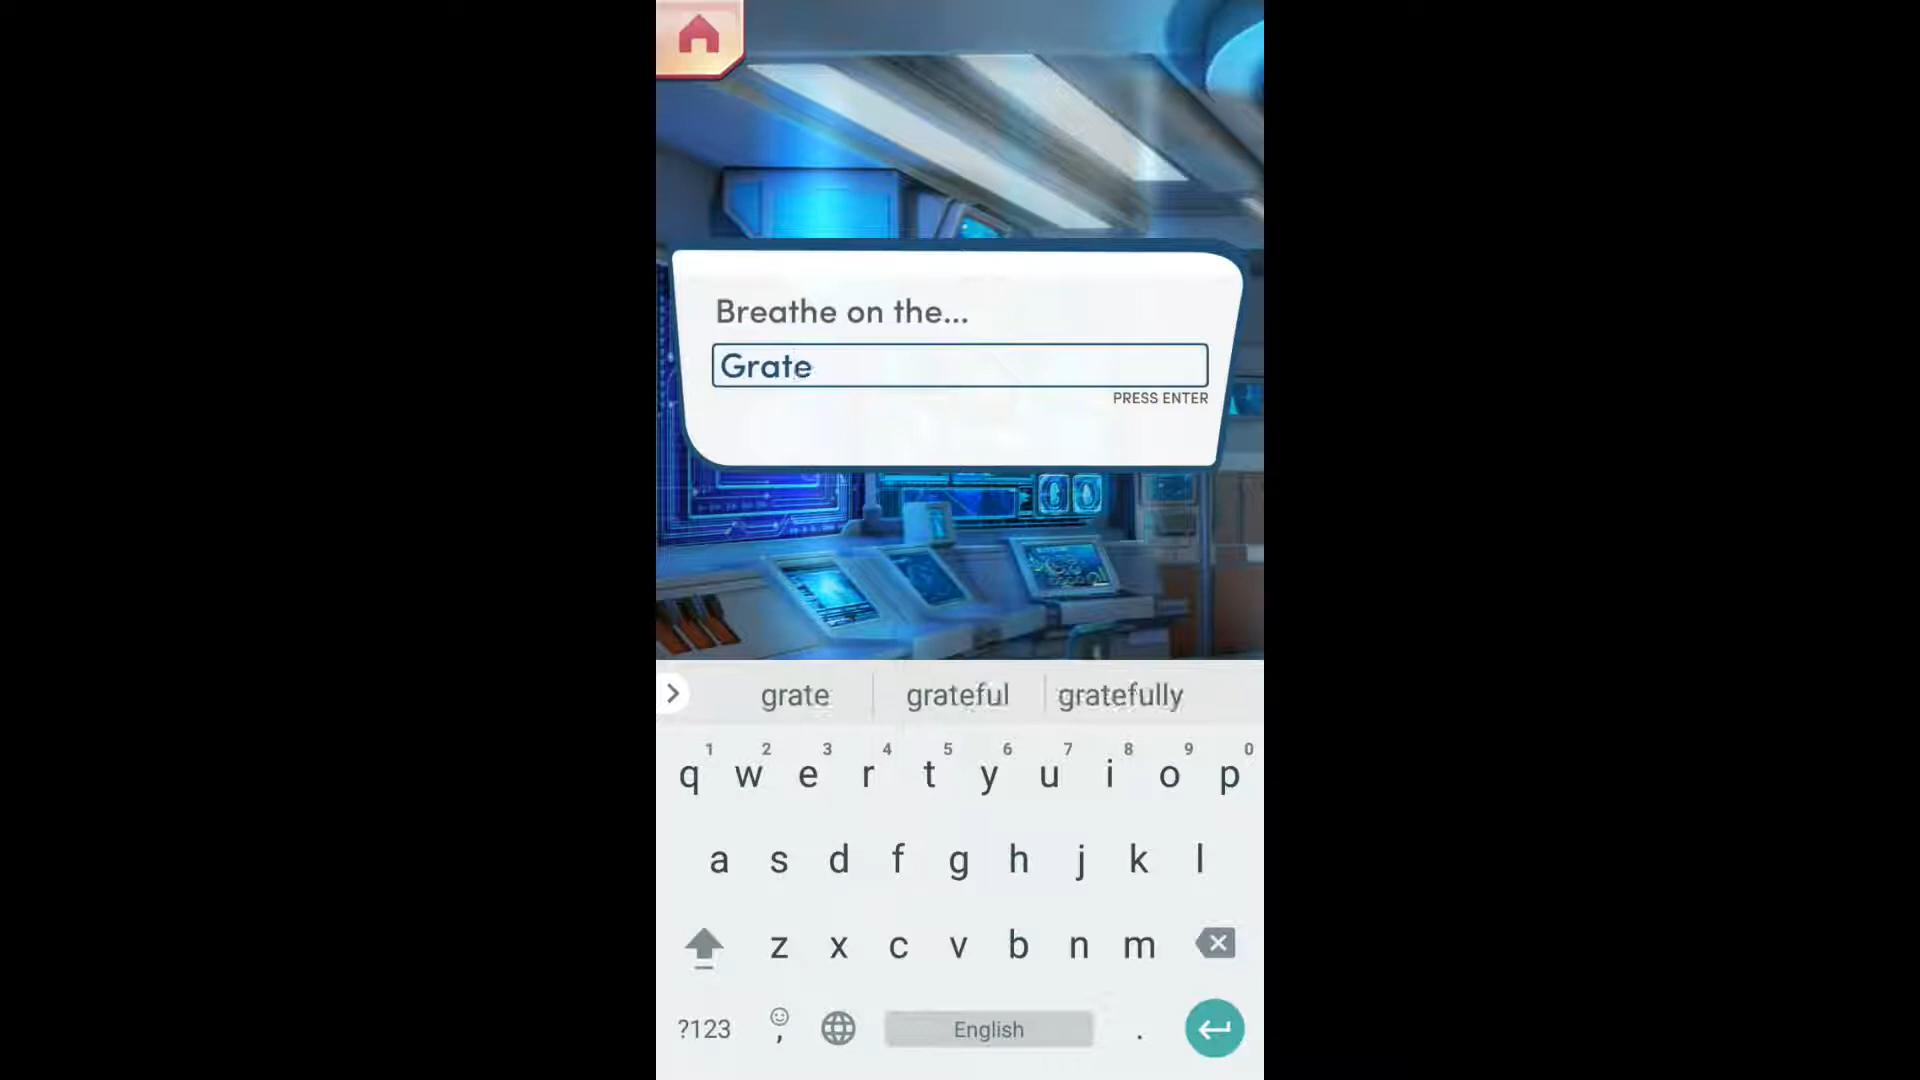 Breathe on the...
Grate
PRESS ENTER
grate grateful gratefully
1 2 3 4 5 6 7 8 9 0
q w e r t y u i o p
a s d f g h j k l
z x c v b n m
?123 , English .